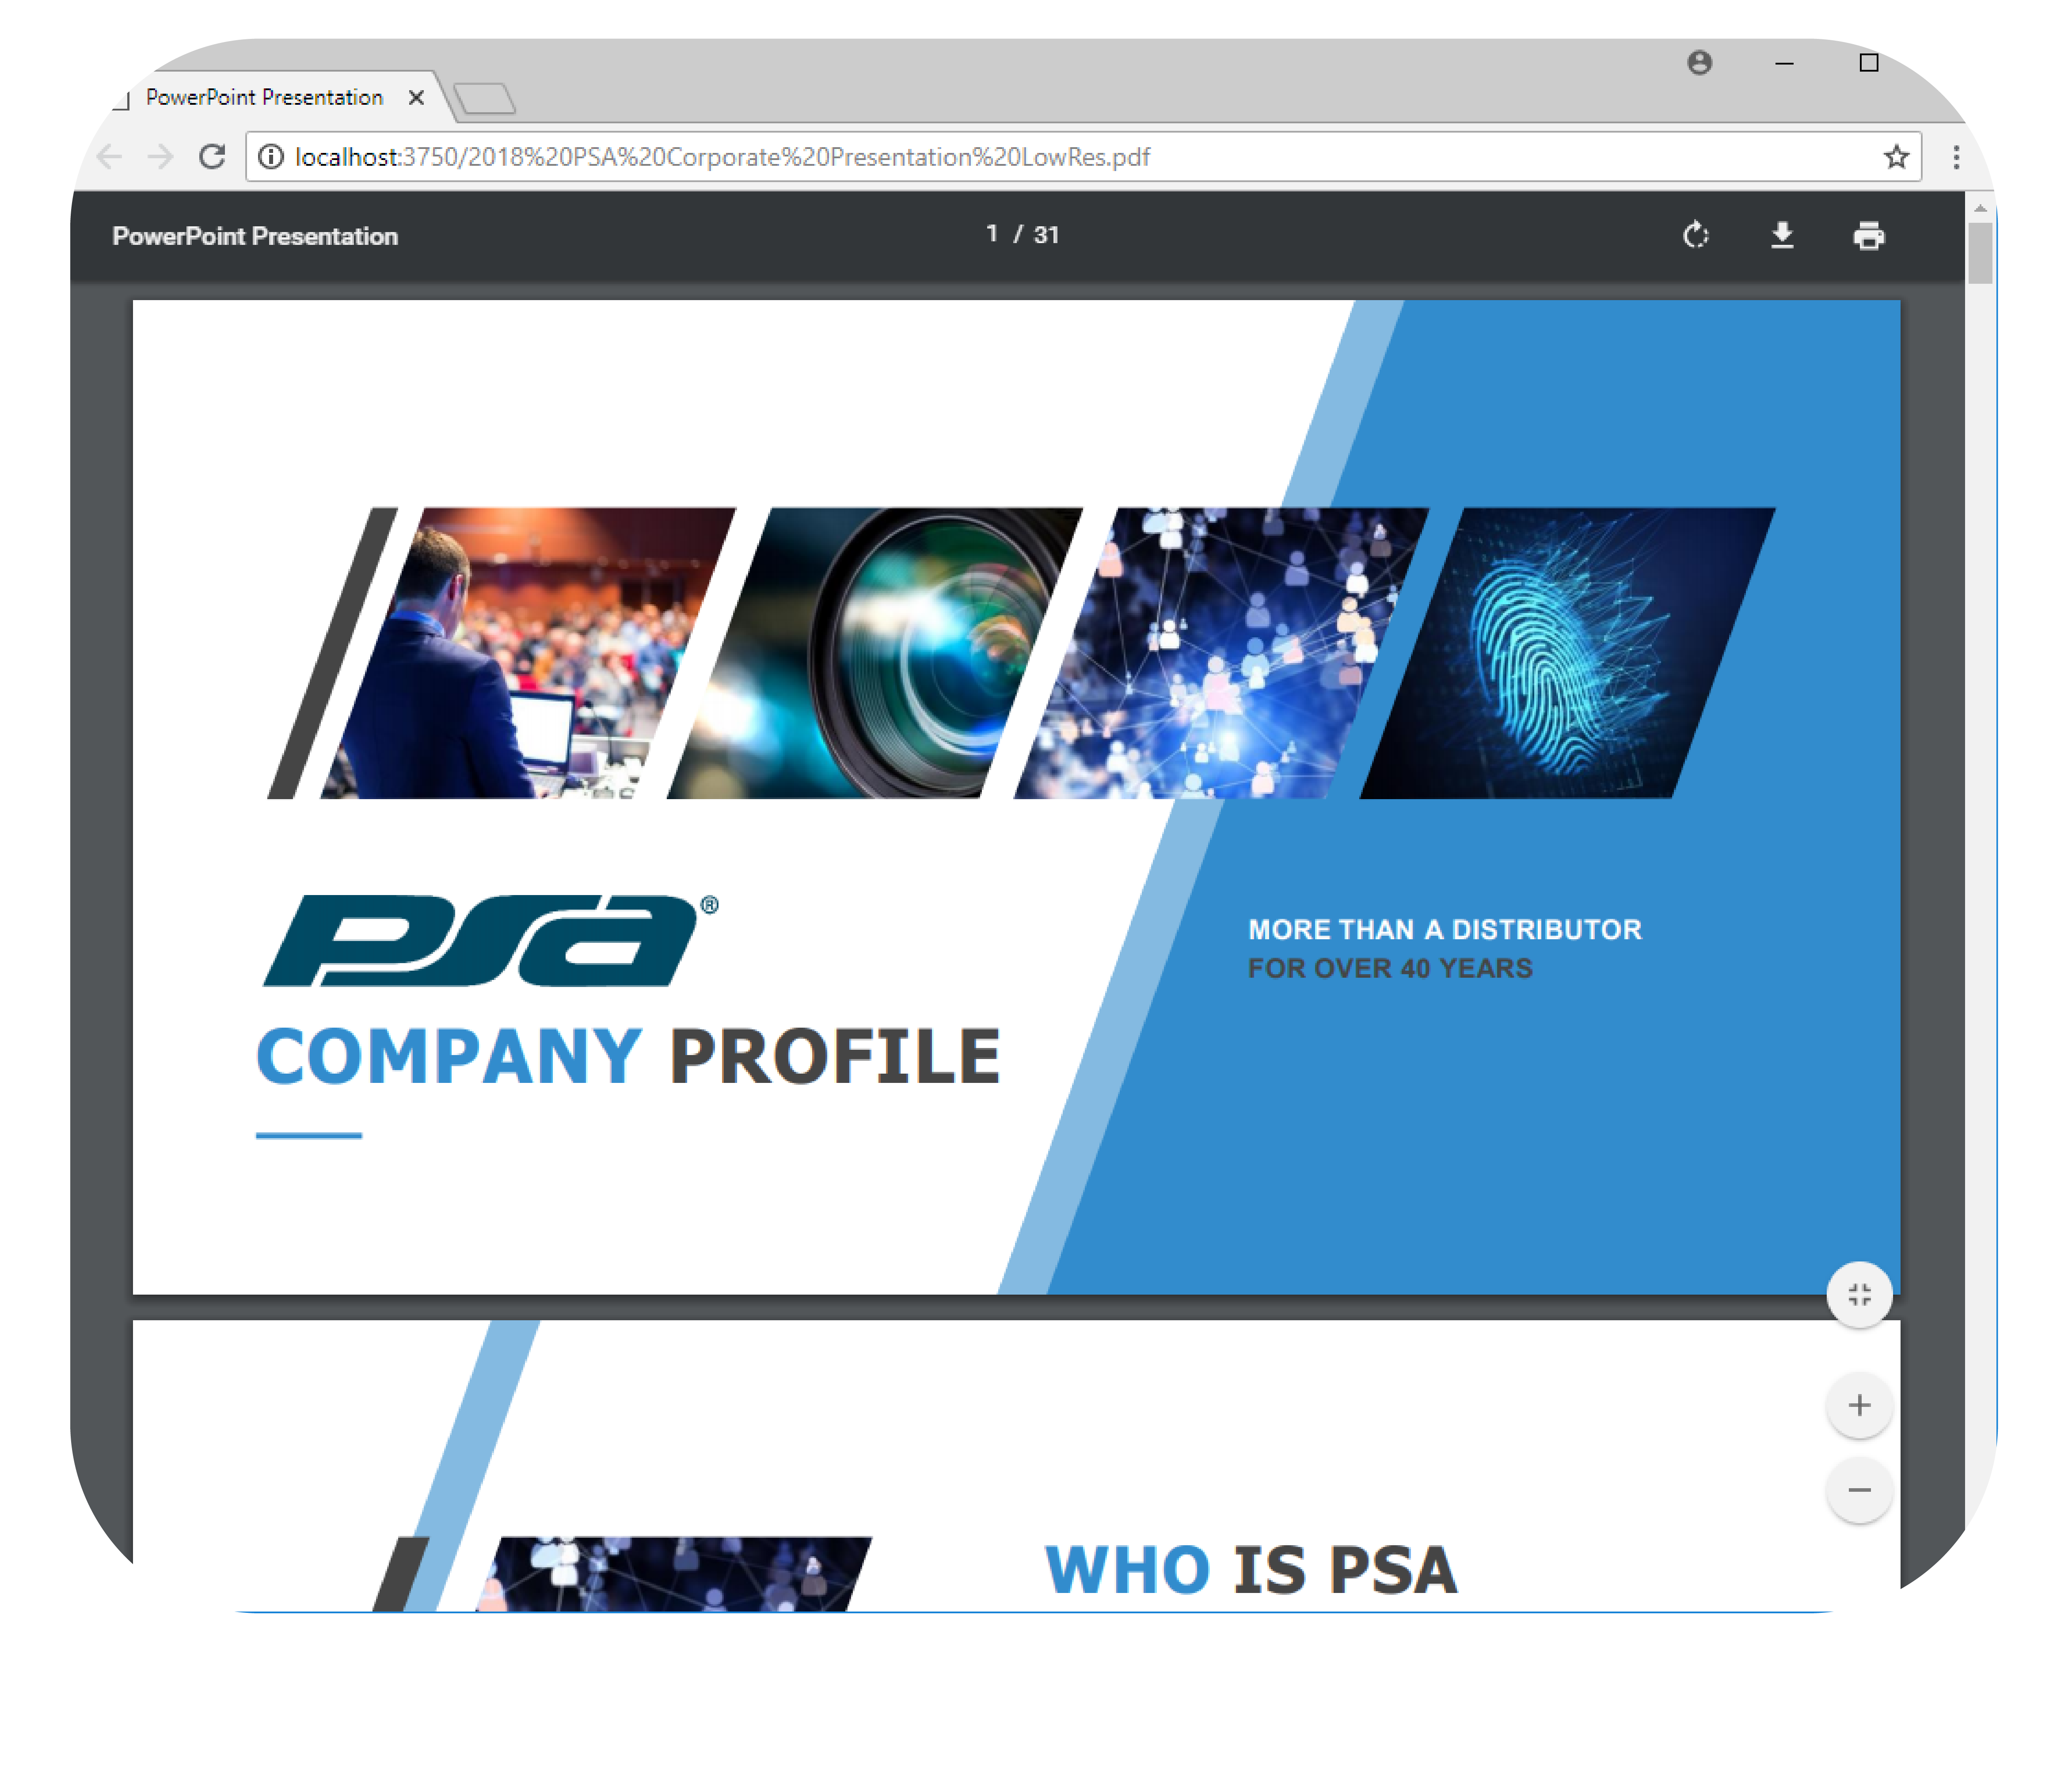 PowerPoint Presentation
localhost:3750/2018%20PSA%20Corporate%20Presentation%20LowRes.pdf
PowerPoint Presentation
1 / 31
psa®
COMPANY PROFILE
MORE THAN A DISTRIBUTOR
FOR OVER 40 YEARS
WHO IS PSA